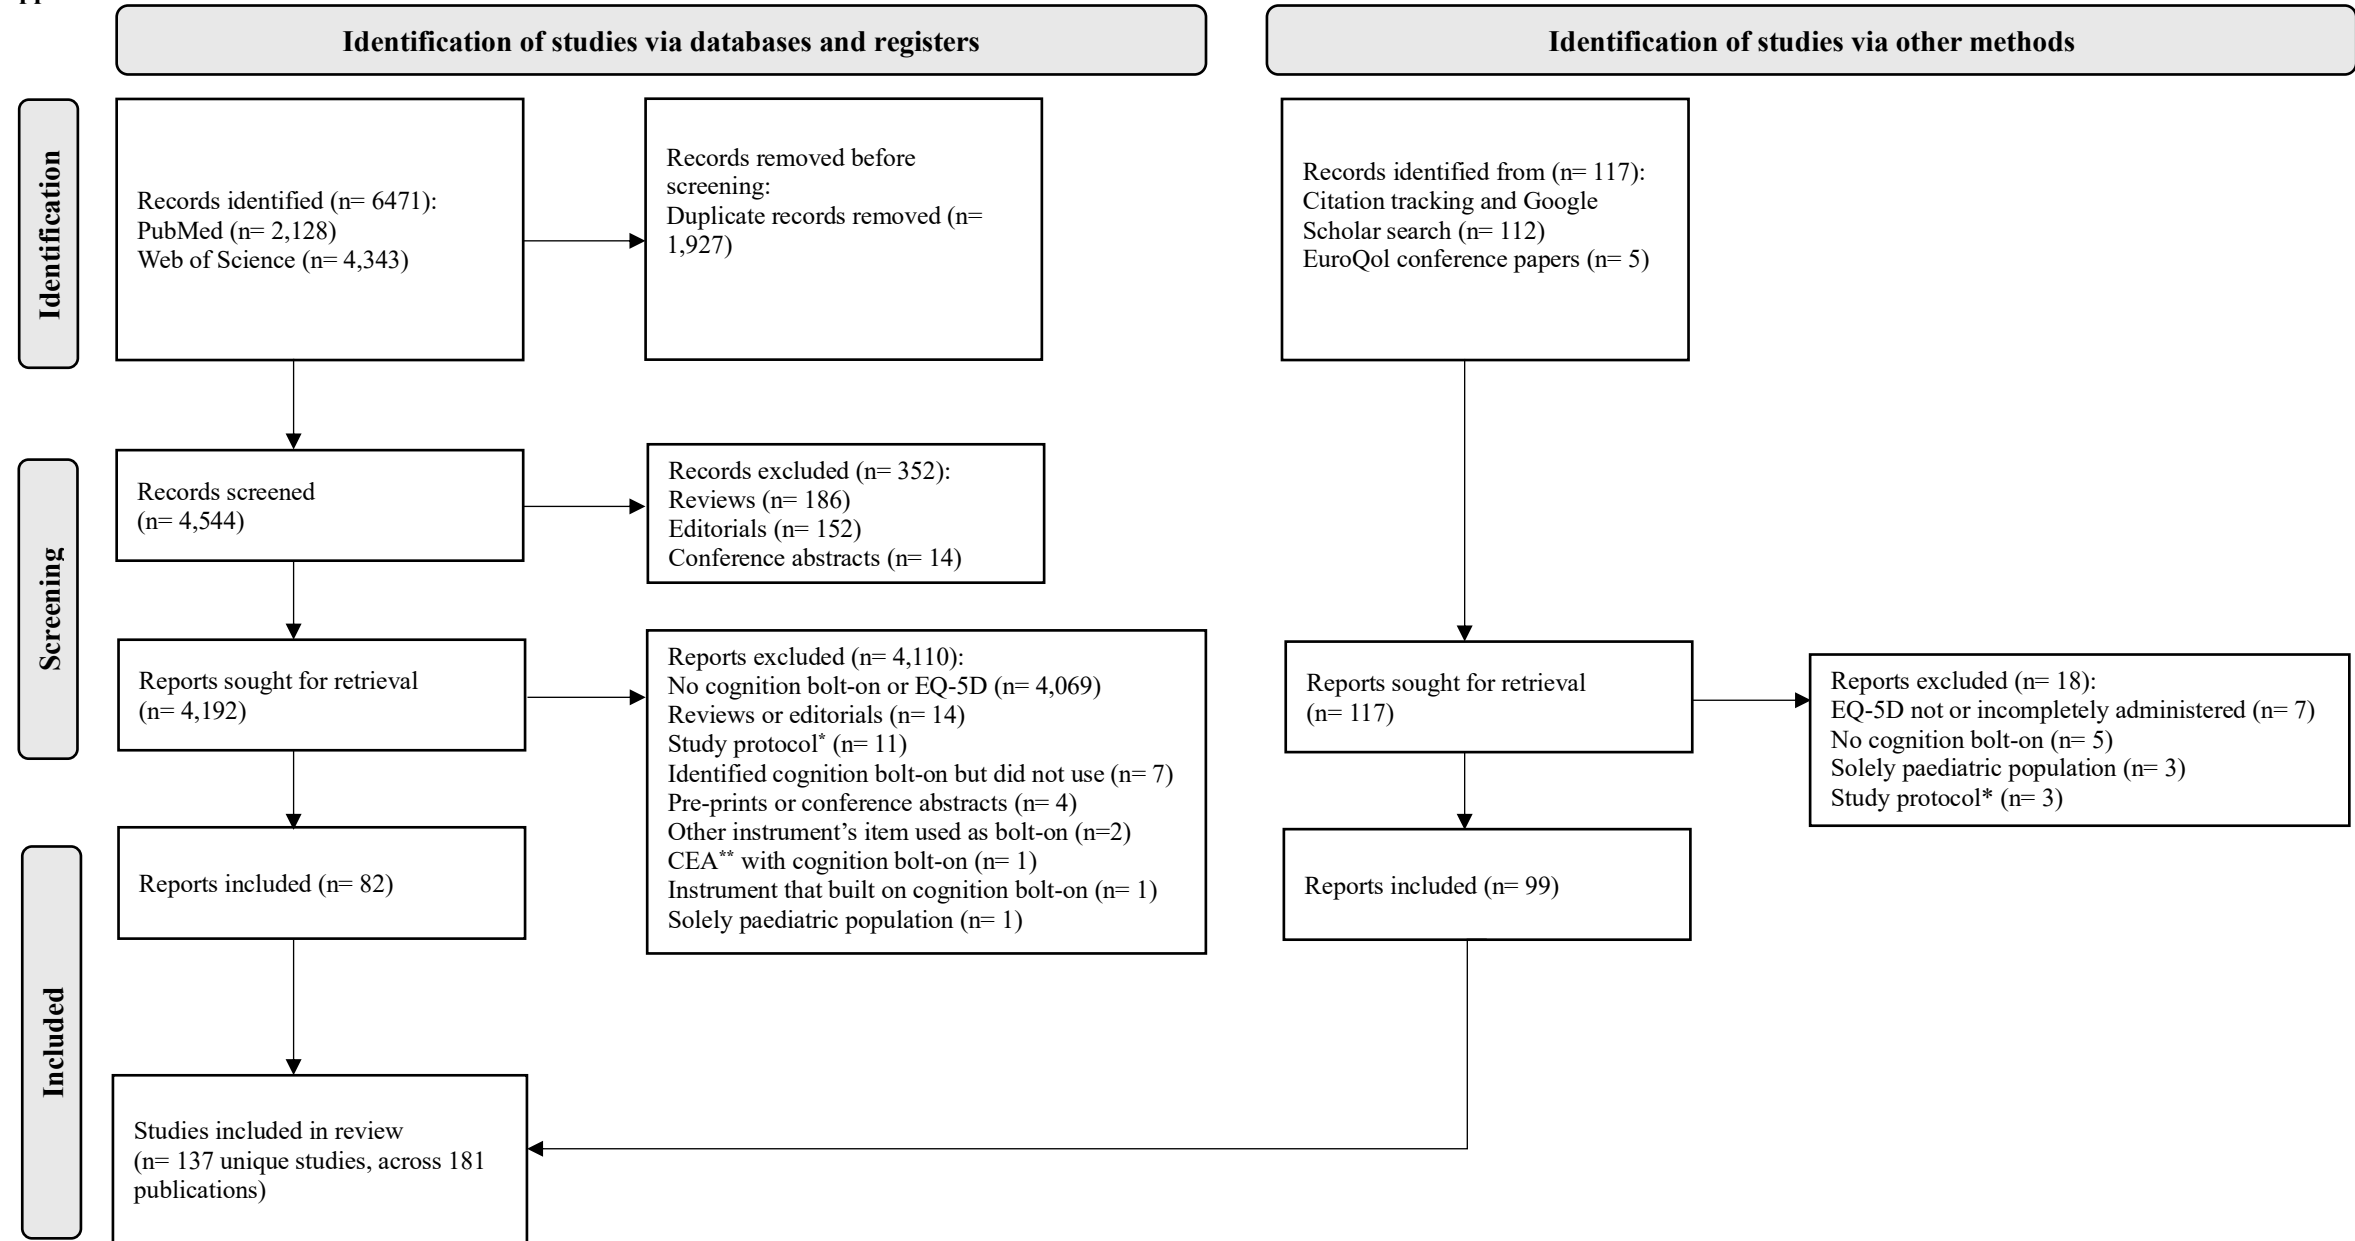 Identification of studies via databases and registers
Identification of studies via other methods
Identification
Records identified (n= 6471):
PubMed (n= 2,128)
Web of Science (n= 4,343)
Records removed before
screening:
Duplicate records removed (n=
1,927)
Records identified from (n= 117):
Citation tracking and Google
Scholar search (n= 112)
EuroQol conference papers (n= 5)
Screening
Records screened
(n= 4,544)
Records excluded (n= 352):
Reviews (n= 186)
Editorials (n= 152)
Conference abstracts (n= 14)
Reports sought for retrieval
(n= 4,192)
Reports excluded (n= 4,110):
No cognition bolt-on or EQ-5D (n= 4,069)
Reviews or editorials (n= 14)
Study protocol* (n= 11)
Identified cognition bolt-on but did not use (n= 7)
Pre-prints or conference abstracts (n= 4)
Other instrument’s item used as bolt-on (n=2)
CEA** with cognition bolt-on (n= 1)
Instrument that built on cognition bolt-on (n= 1)
Solely paediatric population (n= 1)
Reports sought for retrieval
(n= 117)
Reports excluded (n= 18):
EQ-5D not or incompletely administered (n= 7)
No cognition bolt-on (n= 5)
Solely paediatric population (n= 3)
Study protocol* (n= 3)
Included
Reports included (n= 82)
Reports included (n= 99)
Studies included in review
(n= 137 unique studies, across 181
publications)